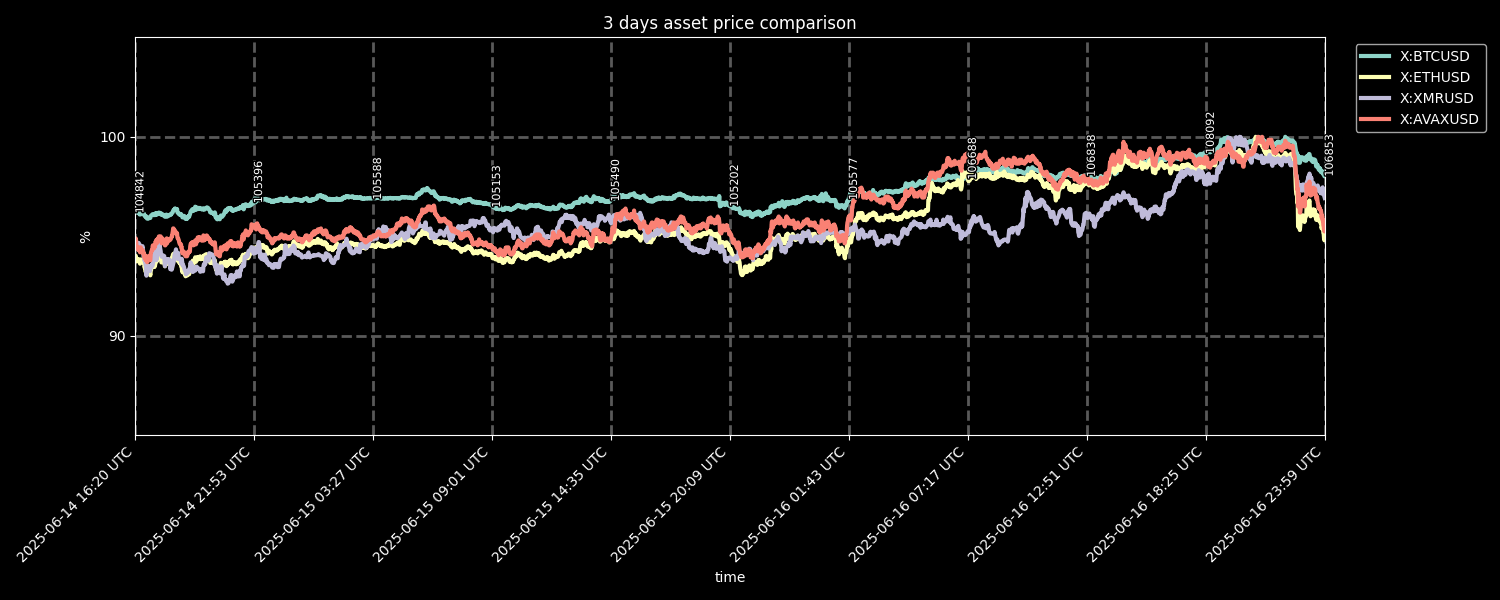 3 days asset price comparison
X:BTCUSD
X:ETHUSD
X:XMRUSD
X:AVAXUSD
100
90
%
104842
105396
105588
105153
105490
105202
105577
106688
106838
108092
106853
2025-06-14 16:20 UTC
2025-06-14 21:53 UTC
2025-06-15 03:27 UTC
2025-06-15 09:01 UTC
2025-06-15 14:35 UTC
2025-06-15 20:09 UTC
2025-06-16 01:43 UTC
2025-06-16 07:17 UTC
2025-06-16 12:51 UTC
2025-06-16 18:25 UTC
2025-06-16 23:59 UTC
time